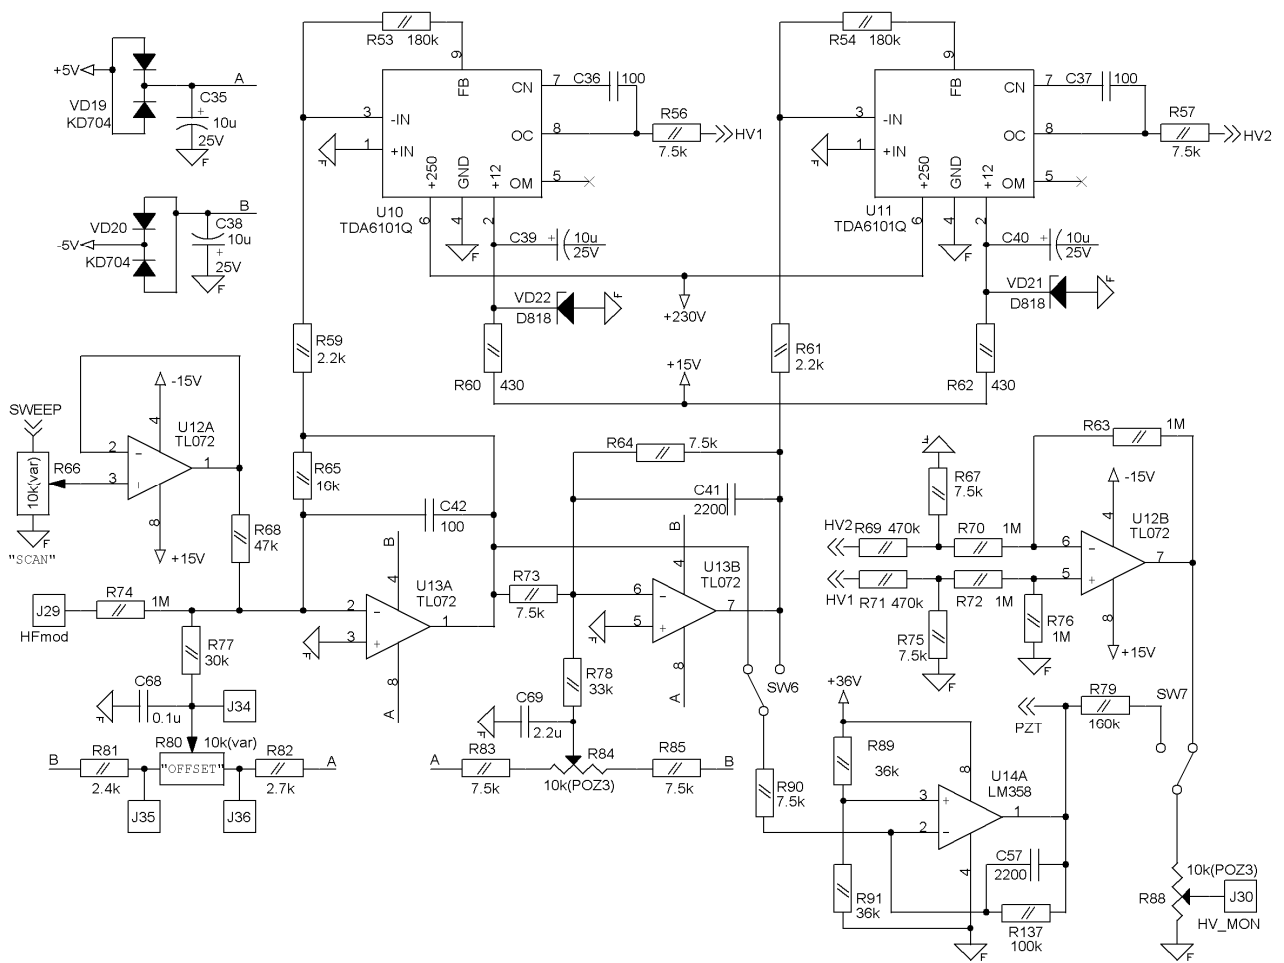 R53 180k
R54 180k
+5V
A
C35
+
10u
25V
VD19
KD704
F
9
FB
3
-IN
1
+IN
CN
7
C36
100
OC
8
R56
7.5k
HV1
+250
GND
+12
OM
5
6
4
2
U10
TDA6101Q
F
F
9
FB
3
-IN
1
+IN
CN
7
C37
100
OC
8
R57
7.5k
HV2
+250
GND
+12
OM
5
6
4
2
U11
TDA6101Q
F
F
VD20
B
C38
10u
+
25V
-5V
KD704
F
C39
+
10u
25V
C40
+
10u
25V
VD22
D818
F
+230V
VD21
D818
F
R59
2.2k
R60
430
+15V
R61
2.2k
R62
430
SWEEP
-15V
4
U12A
TL072
2
-
3
-
1
8
+15V
10k(var)
R66
F
"SCAN"
R68
47k
R65
16k
C42
100
R64
7.5k
C41
2200
R63
1M
F
R67
7.5k
-15V
4
U12B
TL072
HV2
R69 470k
R70
1M
6
-
7
HV1
R71 470k
R72
1M
5
+
8
+15V
R75
7.5k
F
R76
1M
F
J29
HFmod
R74
1M
R77
30k
B
4
U13A
TL072
2
-
3
+
1
8
A
F
R73
7.5k
B
4
U13B
TL072
6
-
5
+
7
8
A
F
C68
0.1u
F
J34
R80
10k(var)
"OFFSET"
B
R81
2.4k
R82
2.7k
A
J35
J36
R78
33k
C69
2.2u
F
A
R83
7.5k
R84
10k(POZ3)
R85
7.5k
B
SW6
R90
7.5k
+36V
R89
36k
8
U14A
LM358
3
+
2
-
1
4
R91
36k
F
C57
2200
R137
100k
PZT
R79
160k
SW7
10k(POZ3)
R88
J30
HV_MON
F